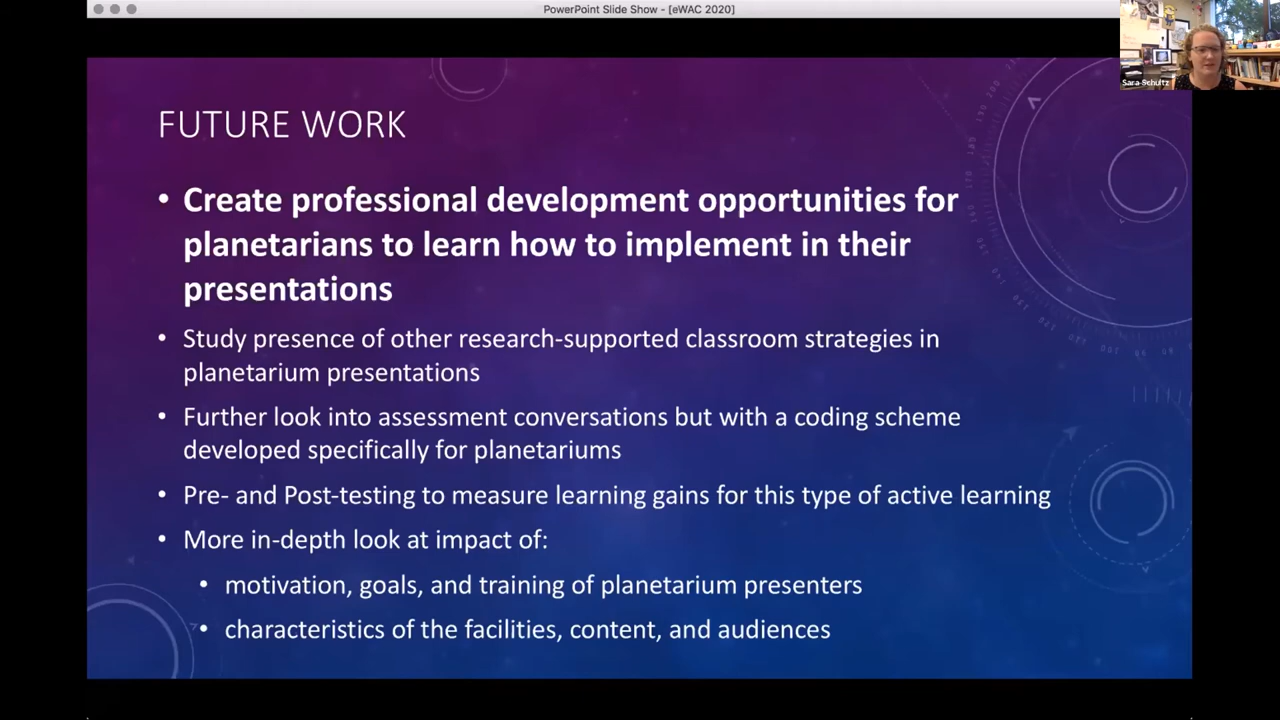 PowerPoint Slide Show - [eWAC 2020]
Sara Schultz
FUTURE WORK
• Create professional development opportunities for
planetarians to learn how to implement in their
presentations
• Study presence of other research-supported classroom strategies in
planetarium presentations
• Further look into assessment conversations but with a coding scheme
developed specifically for planetariums
• Pre- and Post-testing to measure learning gains for this type of active learning
• More in-depth look at impact of:
• motivation, goals, and training of planetarium presenters
• characteristics of the facilities, content, and audiences